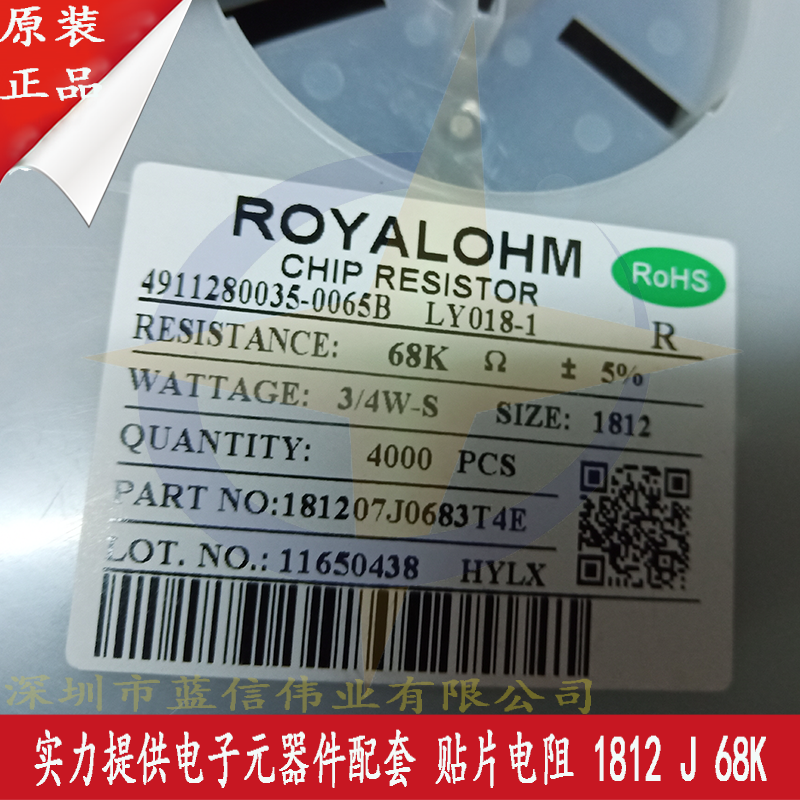 原装
正品
ROYALOHM
CHIP RESISTOR
RoHS
4911280035-0065B LY018-1 R
RESISTANCE: 68K Ω ± 5%
WATTAGE: 3/4W-S SIZE: 1812
QUANTITY: 4000 PCS
PART NO:181207J0683T4E
LOT. NO.: 11650438 HYLX
深圳市蓝信伟业有限公司
实力提供电子元器件配套 贴片电阻 1812 J 68K